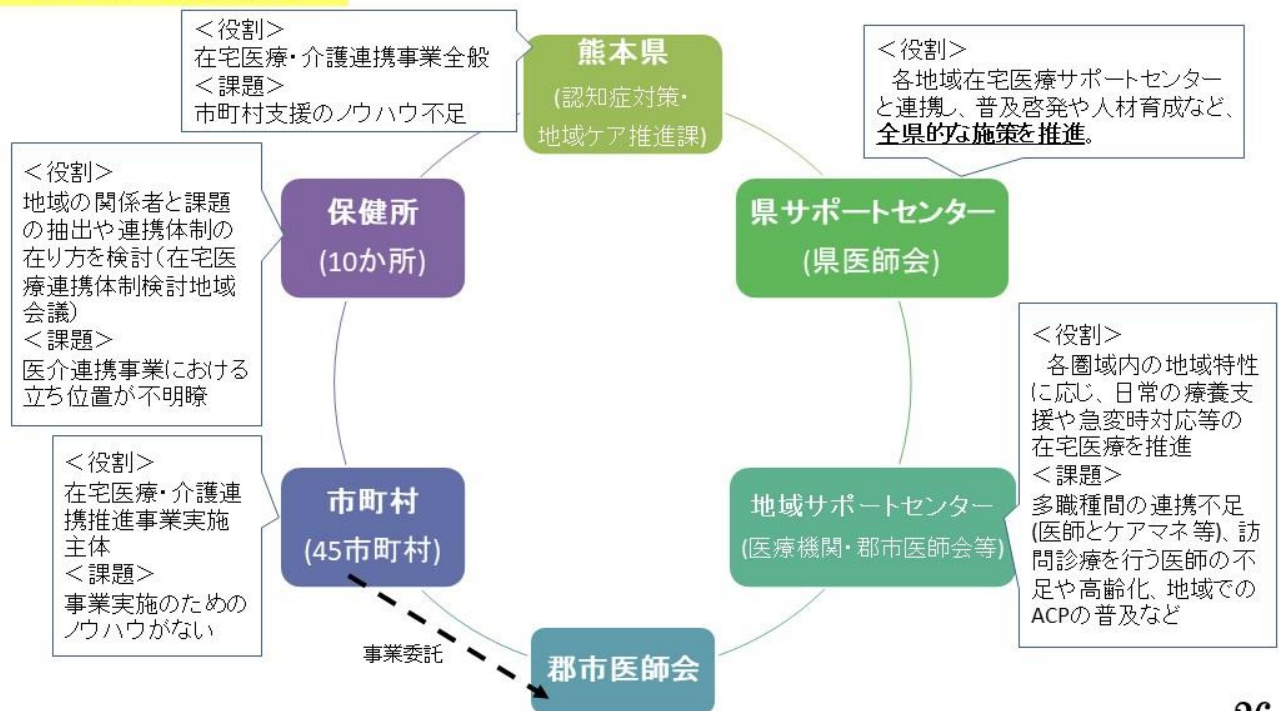 ＜役割＞
在宅医療・介護連携事業全般
＜課題＞
市町村支援のノウハウ不足
熊本県
(認知症対策・
地域ケア推進課)
＜役割＞
各地域在宅医療サポートセンター
と連携し、普及啓発や人材育成など、
全県的な施策を推進。
＜役割＞
地域の関係者と課題
の抽出や連携体制の
在り方を検討(在宅医
療連携体制検討地域
会議)
＜課題＞
医介連携事業における
立ち位置が不明瞭
保健所
(10か所)
県サポートセンター
(県医師会)
＜役割＞
各圏域内の地域特性
に応じ、日常の療養支
援や急変時対応等の
在宅医療を推進
＜課題＞
多職種間の連携不足
(医師とケアマネ等)、訪
問診療を行う医師の不
足や高齢化、地域での
ACPの普及など
＜役割＞
在宅医療・介護連
携推進事業実施
主体
＜課題＞
事業実施のための
ノウハウがない
市町村
(45市町村)
地域サポートセンター
(医療機関・郡市医師会等)
事業委託
郡市医師会